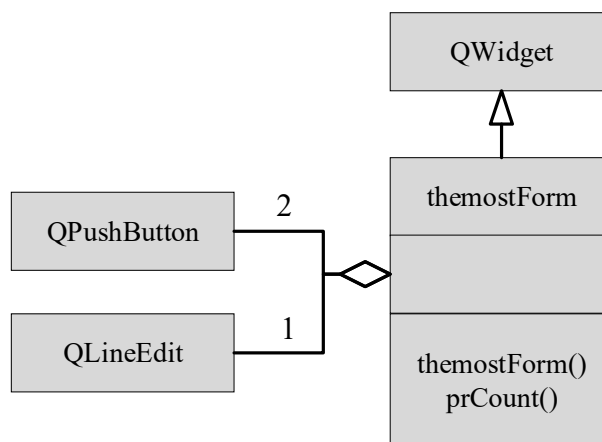 QWidget
themostForm
2
QPushButton
1
QLineEdit
themostForm()
prCount()